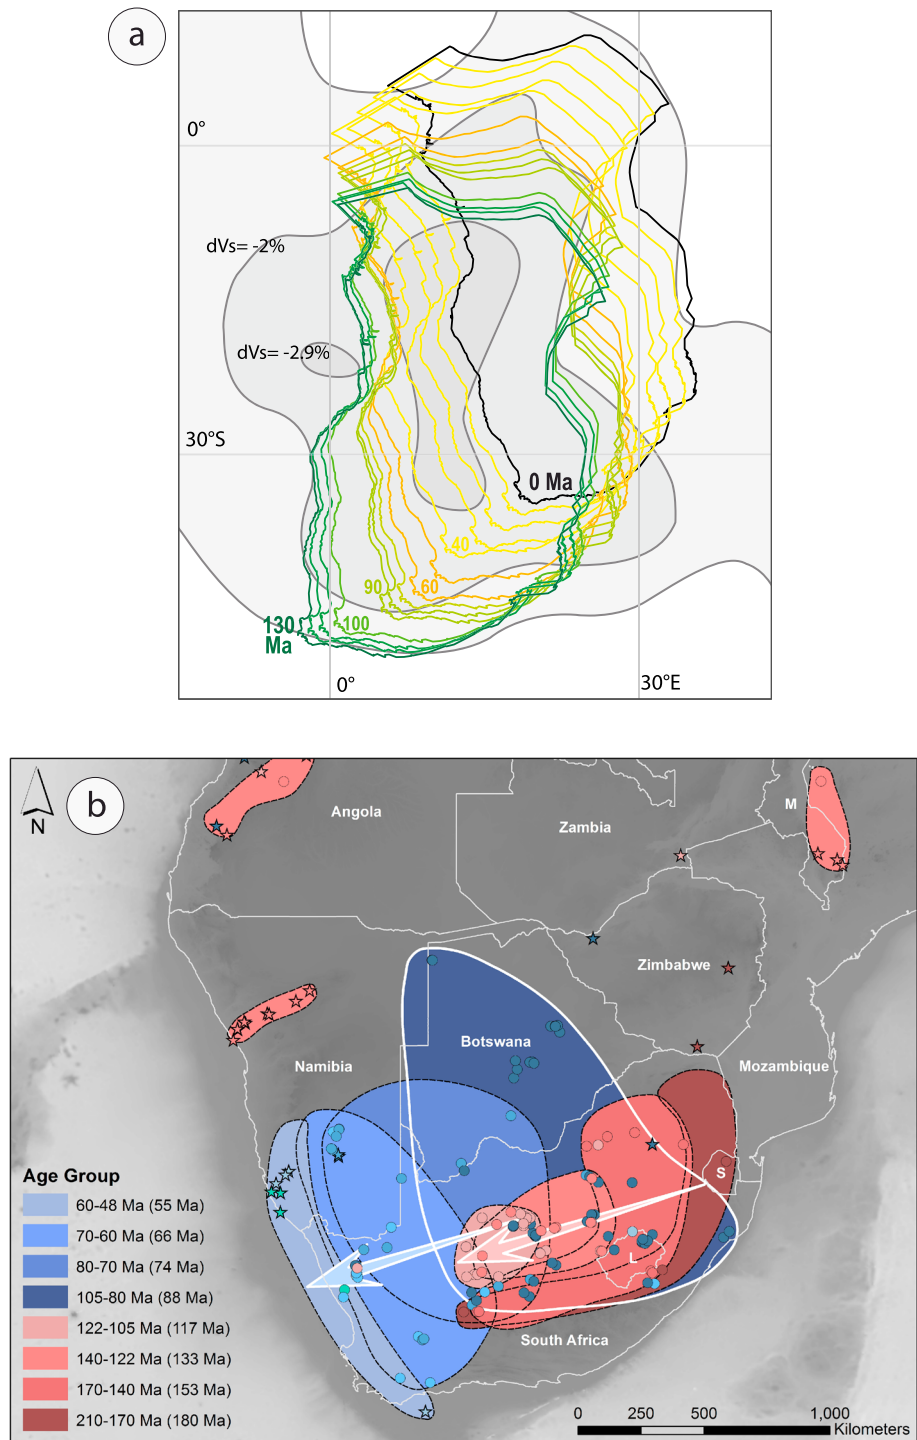 a
0°
dVs= -2%
dVs= -2.9%
30°S
0 Ma
40
90
60
130
Ma
100
0°
30°E
b
N
Angola
Zambia
M
Zimbabwe
Botswana
Namibia
Mozambique
S
L
South Africa
Age Group
60-48 Ma (55 Ma)
70-60 Ma (66 Ma)
80-70 Ma (74 Ma)
105-80 Ma (88 Ma)
122-105 Ma (117 Ma)
140-122 Ma (133 Ma)
170-140 Ma (153 Ma)
210-170 Ma (180 Ma)
0 250 500 1,000
Kilometers